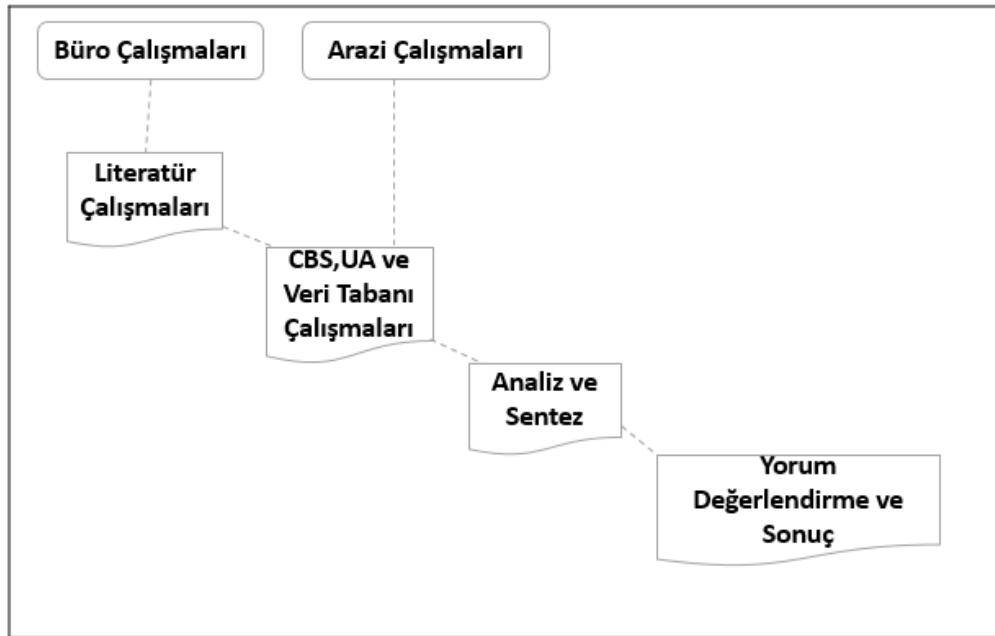 Büro Çalışmaları
Arazi Çalışmaları
Literatür
Çalışmaları
CBS,UA ve
Veri Tabanı
Çalışmaları
Analiz ve
Sentez
Yorum
Değerlendirme ve
Sonuç